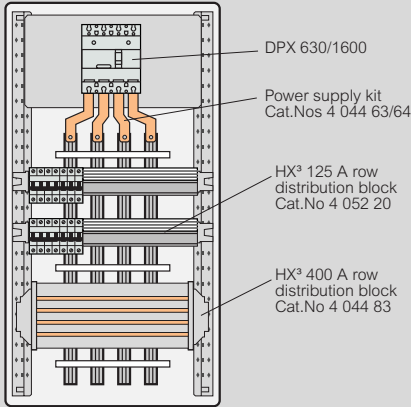 DPX 630/1600
Power supply kit
Cat.Nos 4 044 63/64
HX³ 125 A row
distribution block
Cat.No 4 052 20
HX³ 400 A row
distribution block
Cat.No 4 044 83